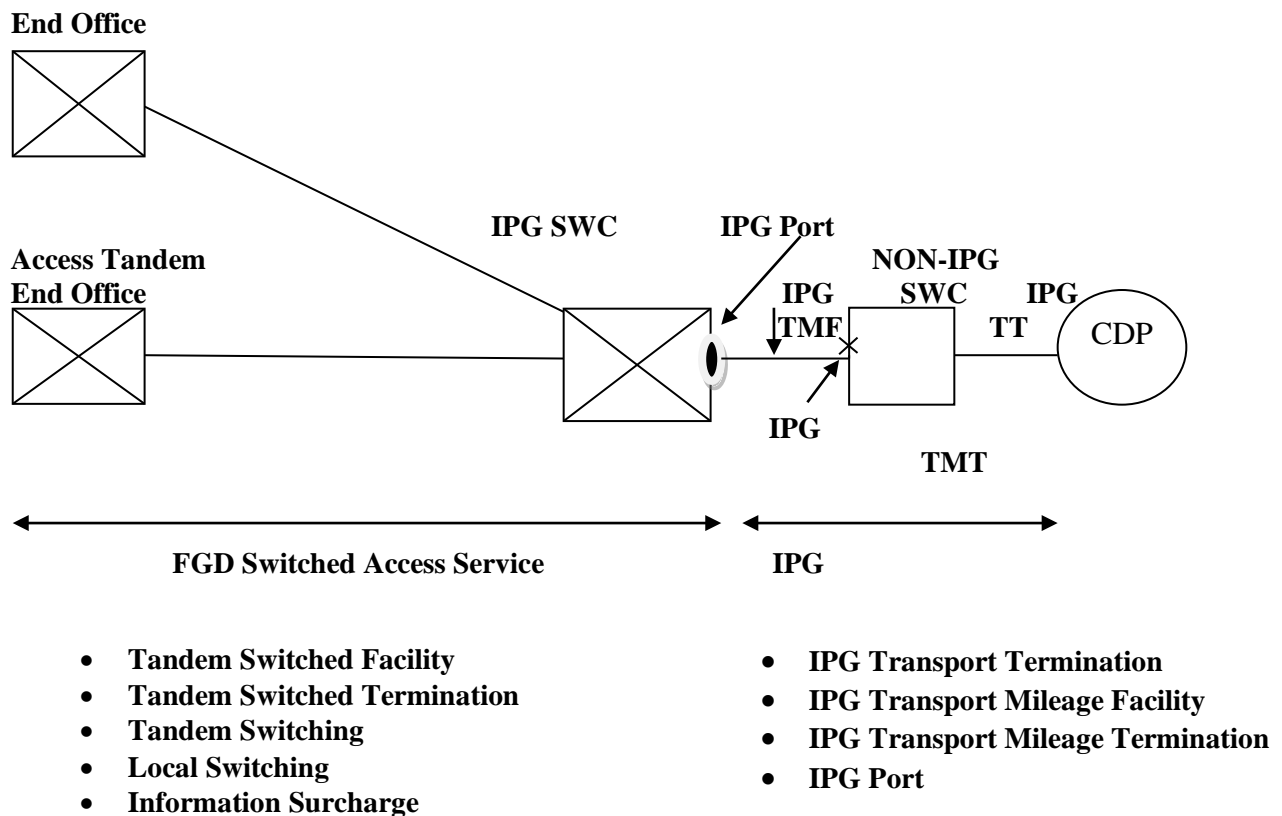 End Office
IPG SWC
IPG Port
Access Tandem
End Office
NON-IPG
SWC
IPG
TMF
IPG
TT
CDP
IPG
TMT
FGD Switched Access Service
IPG
• Tandem Switched Facility
• Tandem Switched Termination
• Tandem Switching
• Local Switching
• Information Surcharge
• IPG Transport Termination
• IPG Transport Mileage Facility
• IPG Transport Mileage Termination
• IPG Port